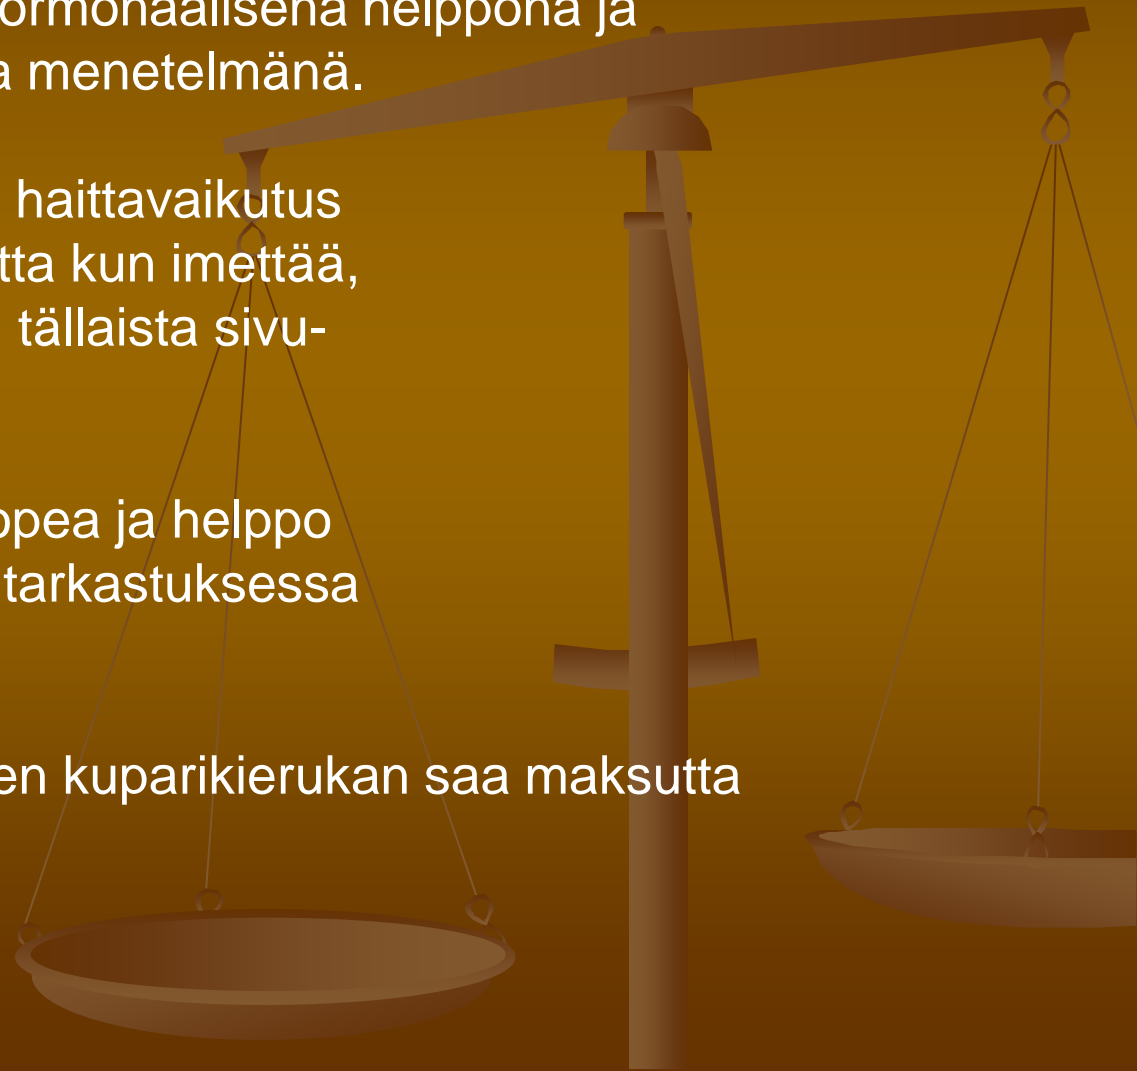 ormonaalisena helppona ja
a menetelmänä.
haittavaikutus
tta kun imettää,
tällaista sivu-
opea ja helppo
tarkastuksessa
en kuparikierukan saa maksutta